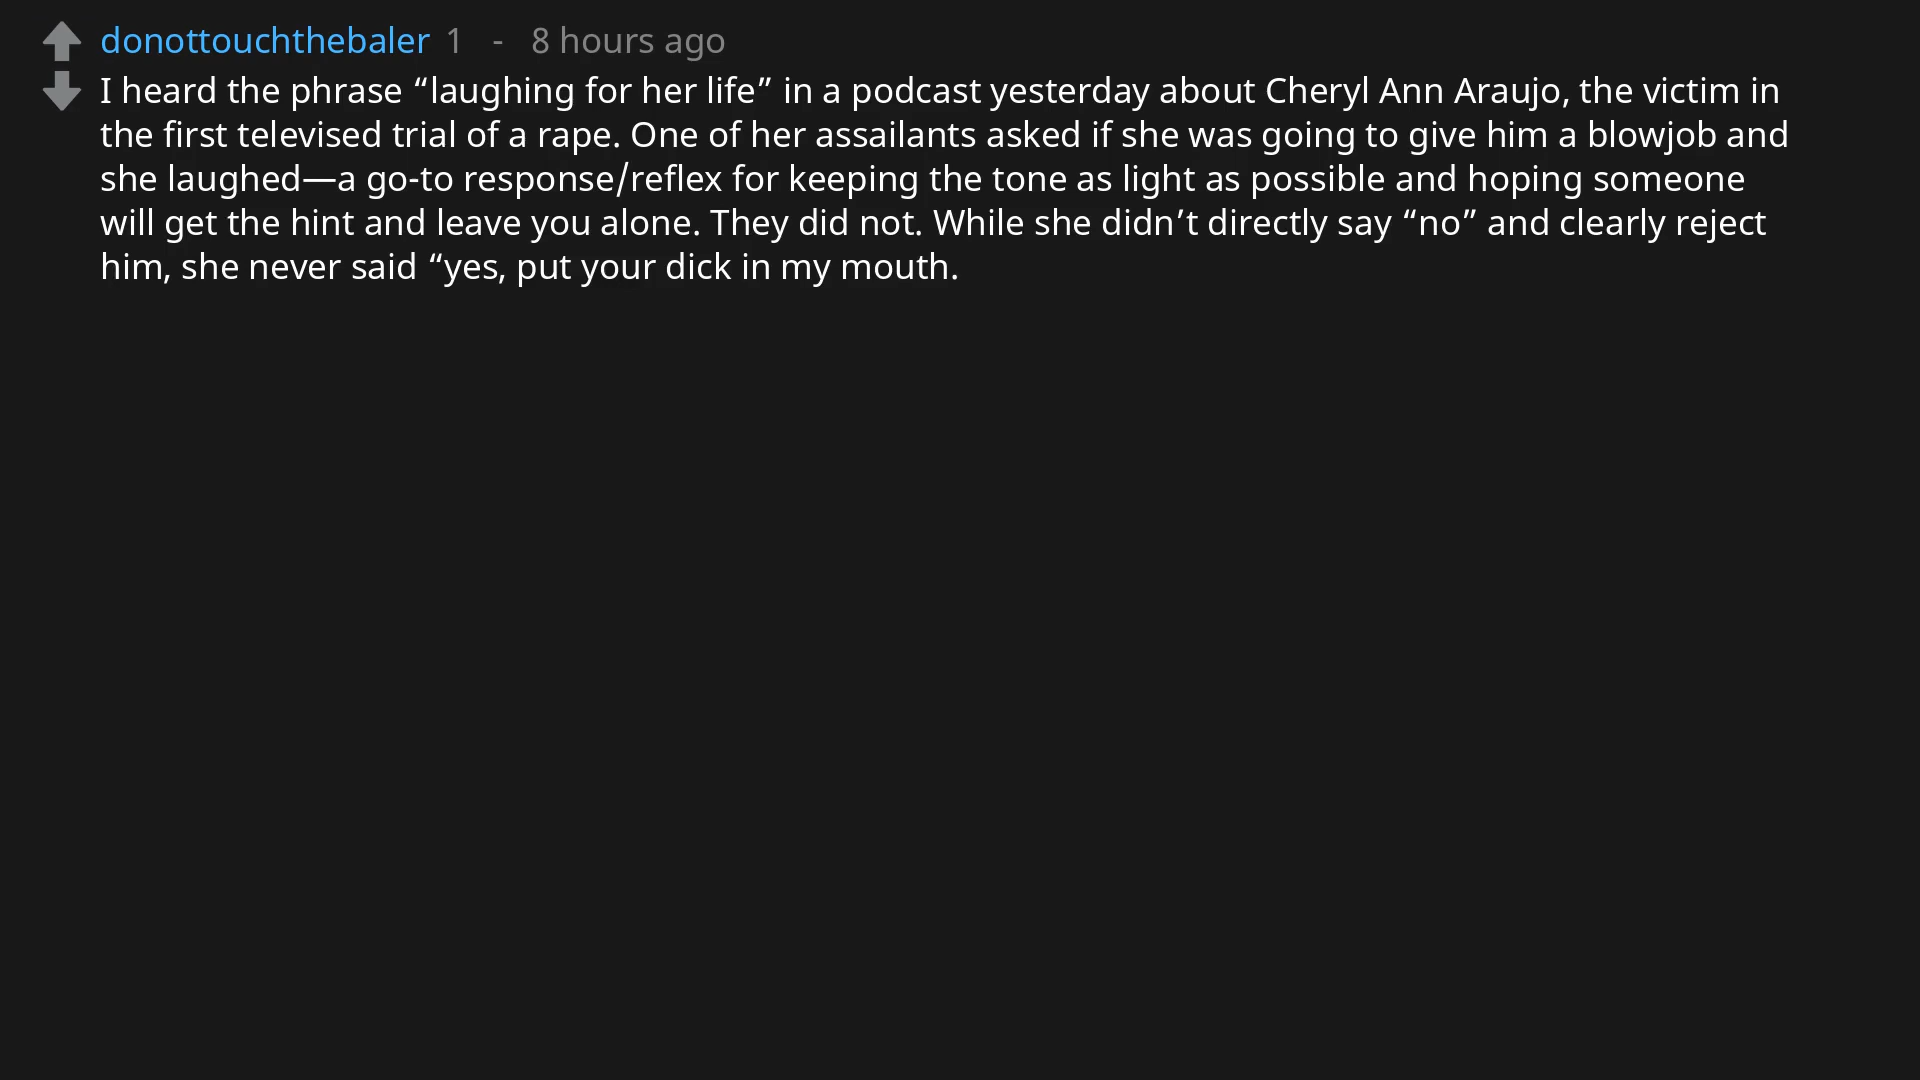 donottouchthebaler 1 - 8 hours ago
I heard the phrase “laughing for her life” in a podcast yesterday about Cheryl Ann Araujo, the victim in
the first televised trial of a rape. One of her assailants asked if she was going to give him a blowjob and
she laughed—a go-to response/reflex for keeping the tone as light as possible and hoping someone
will get the hint and leave you alone. They did not. While she didn’t directly say “no” and clearly reject
him, she never said “yes, put your dick in my mouth.